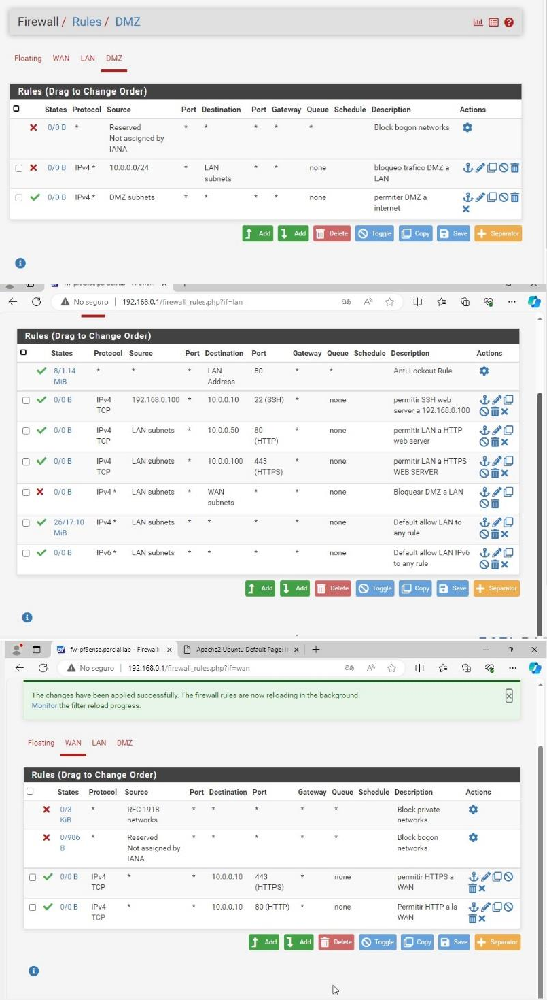 Firewall / Rules / DMZ
Floating WAN LAN DMZ
Rules (Drag to Change Order)
States Protocol Source Port Destination Port Gateway Queue Schedule Description Actions
0/0 B * Reserved * * * * * Block bogon networks
Not assigned by
IANA
0/0 B IPv4 * 10.0.0.0/24 * LAN * * none bloqueo trafico DMZ a
subnets LAN
0/0 B IPv4 * DMZ subnets * * * * none permiter DMZ a
internet
Add Add Delete Toggle Copy Save Separator
No seguro 192.168.0.1/firewall_rules.php?if=lan
Rules (Drag to Change Order)
States Protocol Source Port Destination Port Gateway Queue Schedule Description Actions
8/1.14 * * * LAN 80 * * Anti-Lockout Rule
MiB Address
0/0 B IPv4 192.168.0.100 * 10.0.0.10 22 (SSH) * none permitir SSH web
TCP server a 192.168.0.100
0/0 B IPv4 LAN subnets * 10.0.0.50 80 * none permitir LAN a HTTP
TCP (HTTP) web server
0/0 B IPv4 LAN subnets * 10.0.0.100 443 * none permitir LAN a HTTPS
TCP (HTTPS) WEB SERVER
0/0 B IPv4 * LAN subnets * WAN * * none Bloquear DMZ a LAN
subnets
26/17.10 IPv4 * LAN subnets * * * * none Default allow LAN to
MiB any rule
0/0 B IPv6 * LAN subnets * * * * none Default allow LAN IPv6
to any rule
Add Add Delete Toggle Copy Save Separator
fw-pfSense.parcial.lab - Firewall: Apache2 Ubuntu Default Page: It
No seguro 192.168.0.1/firewall_rules.php?if=wan
The changes have been applied successfully. The firewall rules are now reloading in the background.
Monitor the filter reload progress.
Floating WAN LAN DMZ
Rules (Drag to Change Order)
States Protocol Source Port Destination Port Gateway Queue Schedule Description Actions
0/3 * RFC 1918 * * * * * Block private
KiB networks networks
0/986 * Reserved * * * * * Block bogon
B Not assigned by networks
IANA
0/0 B IPv4 * * 10.0.0.10 443 * none permitir HTTPS a
TCP (HTTPS) WAN
0/0 B IPv4 * * 10.0.0.10 80 (HTTP) * none Permitir HTTP a la
TCP WAN
Add Add Delete Toggle Copy Save Separator